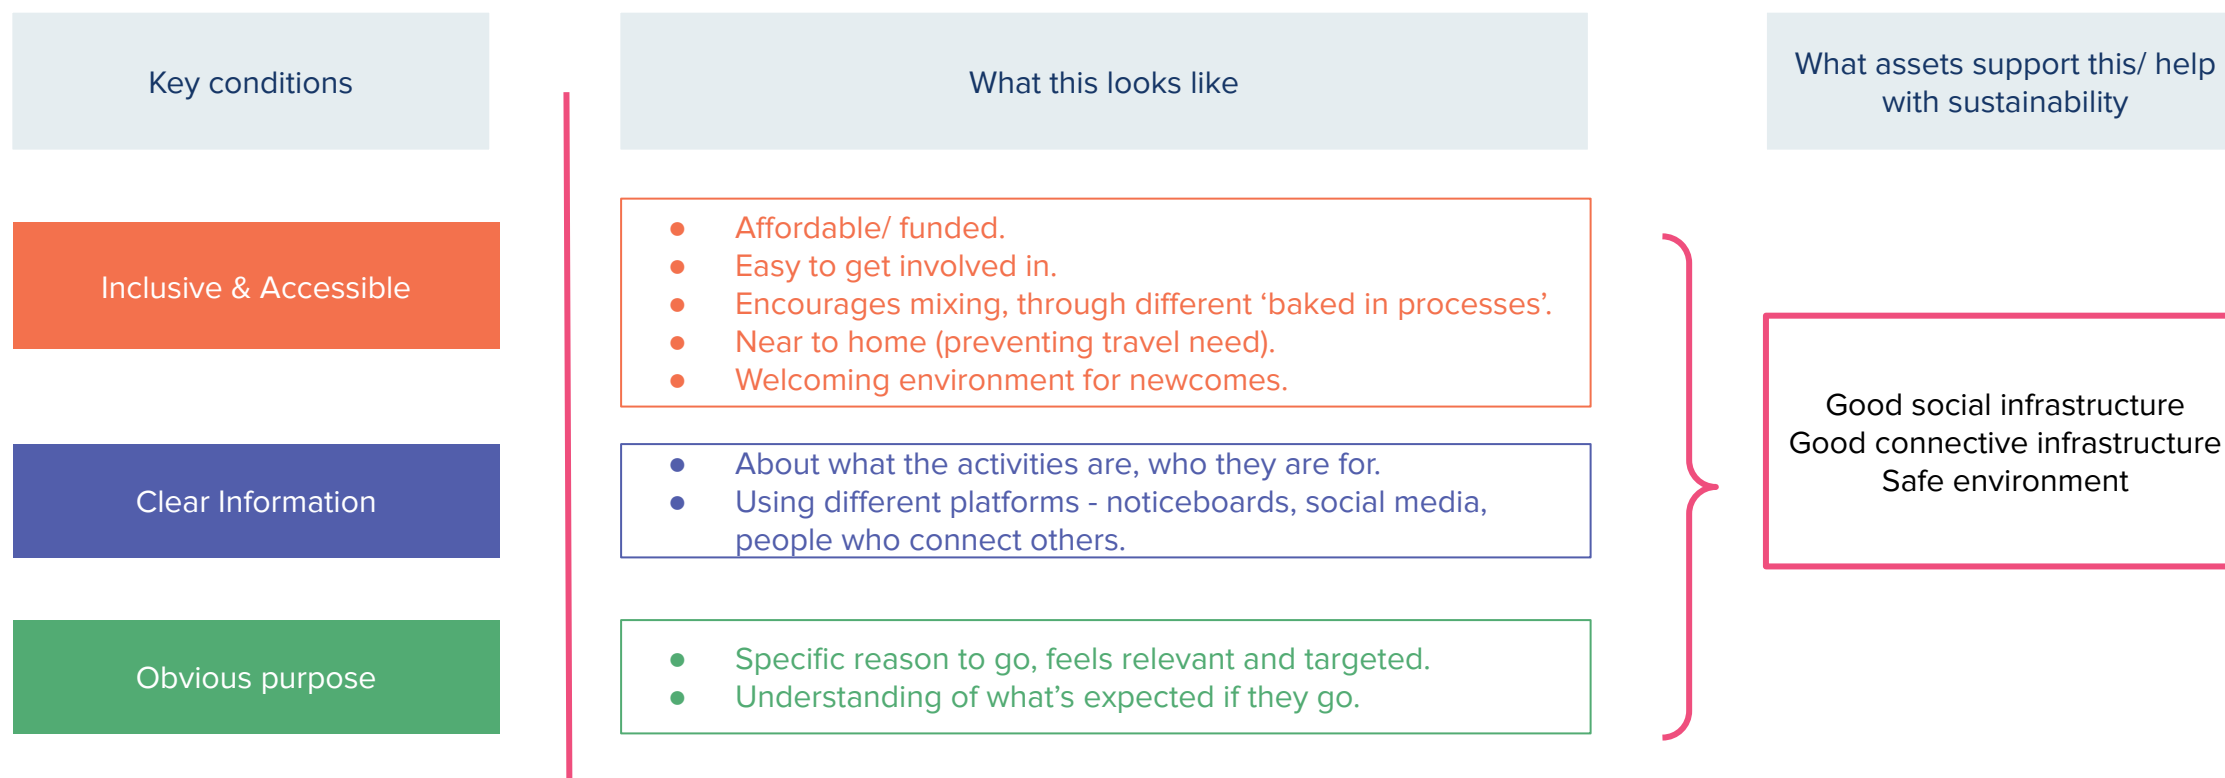 Key conditions
What this looks like
What assets support this/ help
with sustainability
Inclusive & Accessible
● Affordable/ funded.
● Easy to get involved in.
● Encourages mixing, through different ‘baked in processes’.
● Near to home (preventing travel need).
● Welcoming environment for newcomes.
Clear Information
● About what the activities are, who they are for.
● Using different platforms - noticeboards, social media,
people who connect others.
Obvious purpose
● Specific reason to go, feels relevant and targeted.
● Understanding of what’s expected if they go.
Good social infrastructure
Good connective infrastructure
Safe environment